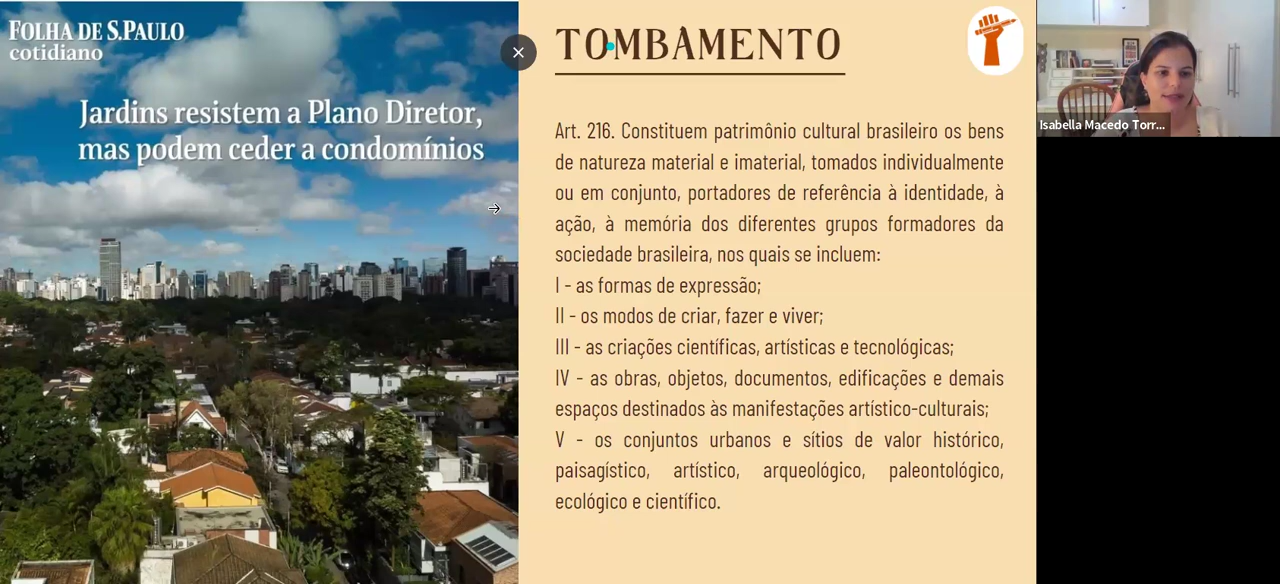 FOLHA DE S.PAULO
cotidiano
Jardins resistem a Plano Diretor,
mas podem ceder a condomínios
TOMBAMENTO
Art. 216. Constituem patrimônio cultural brasileiro os bens
de natureza material e imaterial, tomados individualmente
ou em conjunto, portadores de referência à identidade, à
ação, à memória dos diferentes grupos formadores da
sociedade brasileira, nos quais se incluem:
I - as formas de expressão;
II - os modos de criar, fazer e viver;
III - as criações científicas, artísticas e tecnológicas;
IV - as obras, objetos, documentos, edificações e demais
espaços destinados às manifestações artístico-culturais;
V - os conjuntos urbanos e sítios de valor histórico,
paisagístico, artístico, arqueológico, paleontológico,
ecológico e científico.
Isabella Macedo Torr...